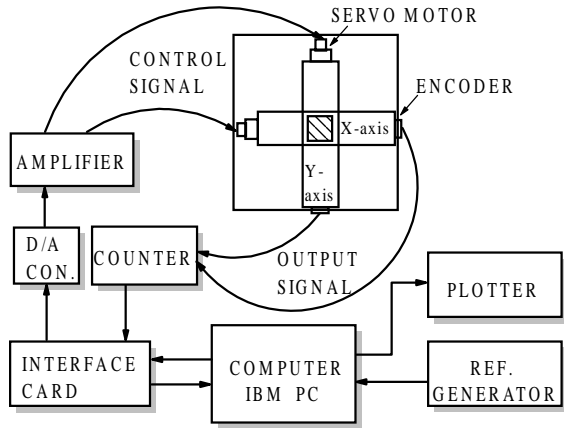 SERVO MOTOR
CONTROL
SIGNAL
ENCODER
X-axis
AMPLIFIER
Y-
axis
D/A
CON.
COUNTER
OUTPUT
SIGNAL
PLOTTER
INTERFACE
CARD
COMPUTER
IBM PC
REF.
GENERATOR